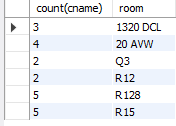 count(cname) room
3 1320 DCL
4 20 AVW
2 Q3
2 R12
5 R128
5 R15